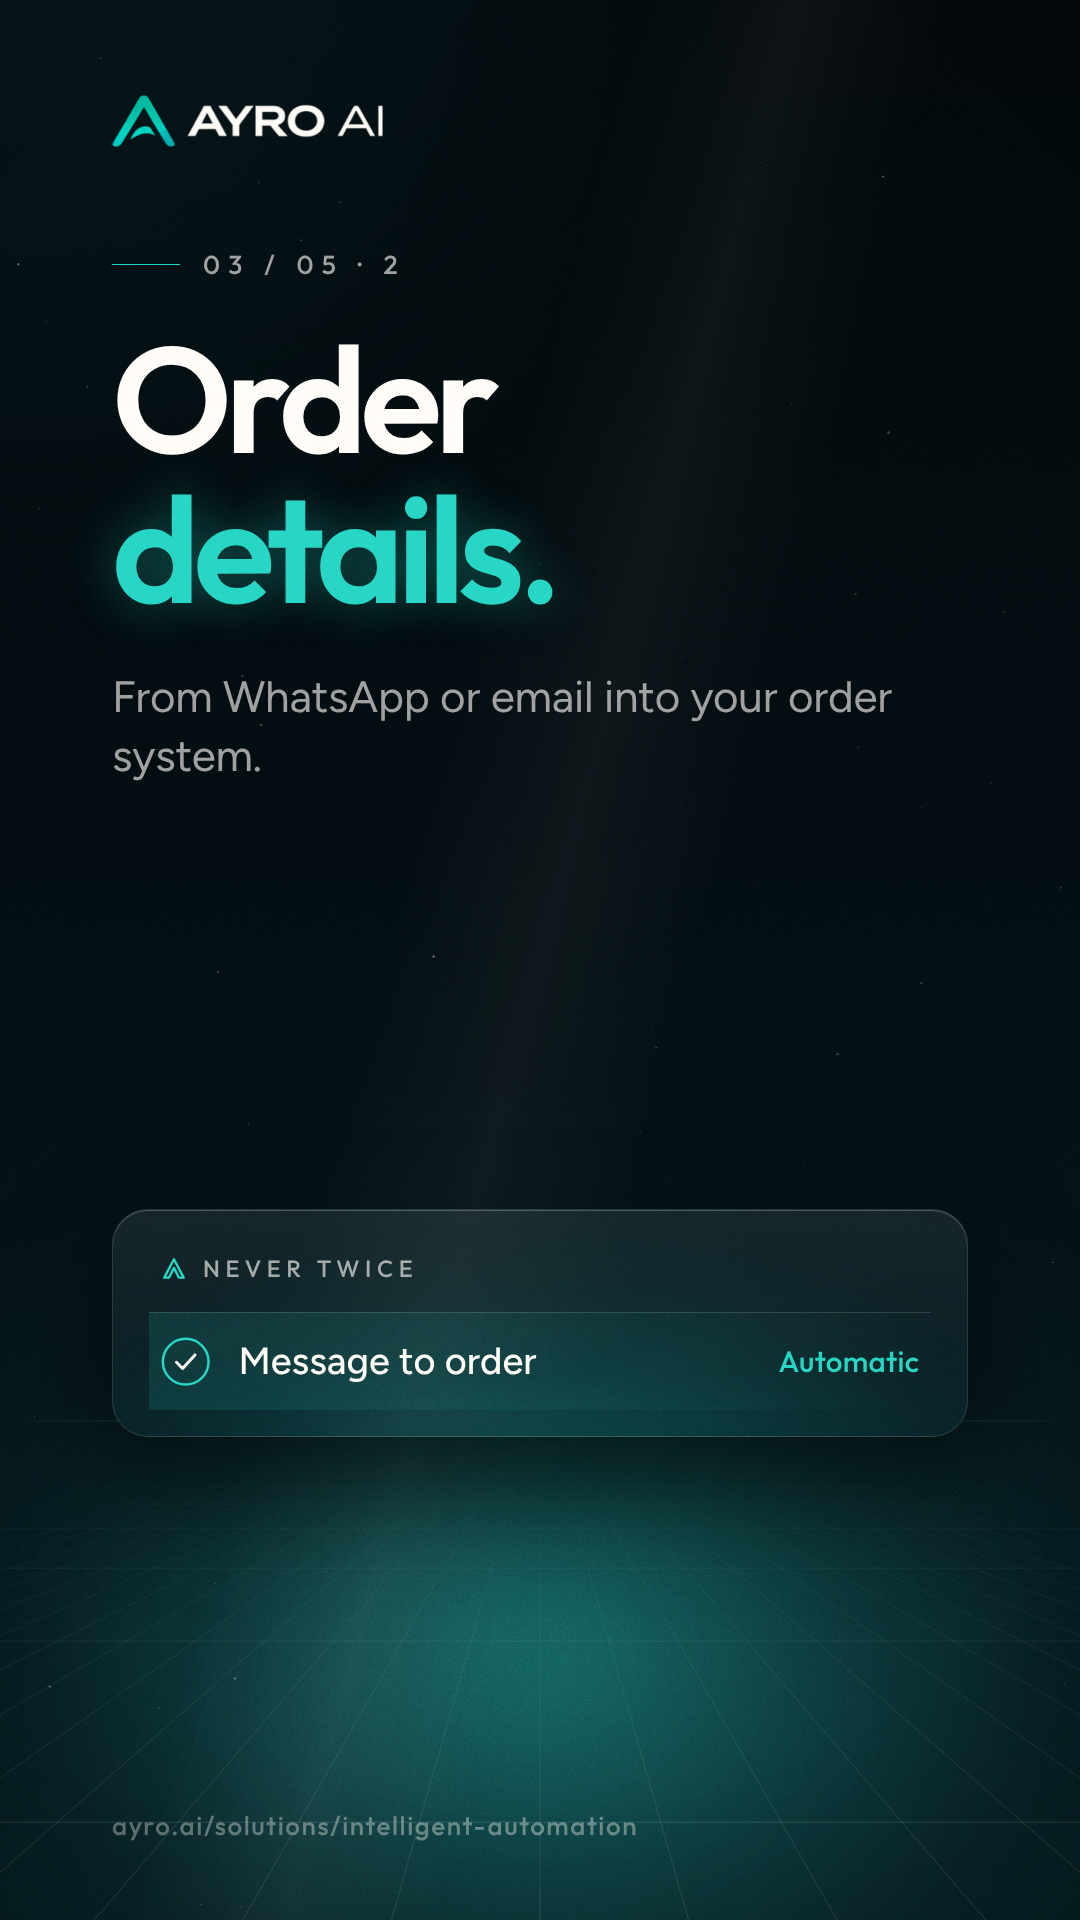 AYRO AI
03 / 05 · 2
Order
details.
From WhatsApp or email into your order
system.
NEVER TWICE
Message to order
Automatic
ayro.ai/solutions/intelligent-automation